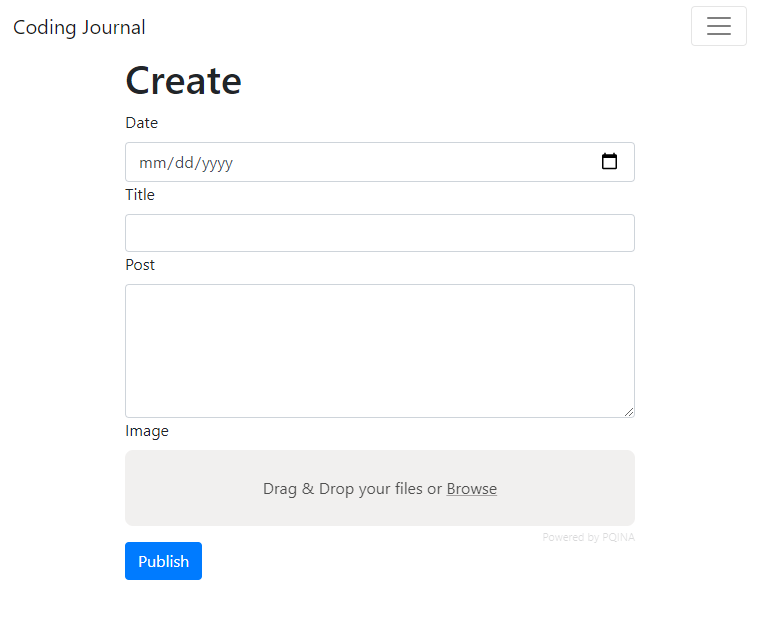 Coding Journal
Create
Date
mm/dd/yyyy
Title
Post
Image
Drag & Drop your files or Browse
Powered by PQINA
Publish